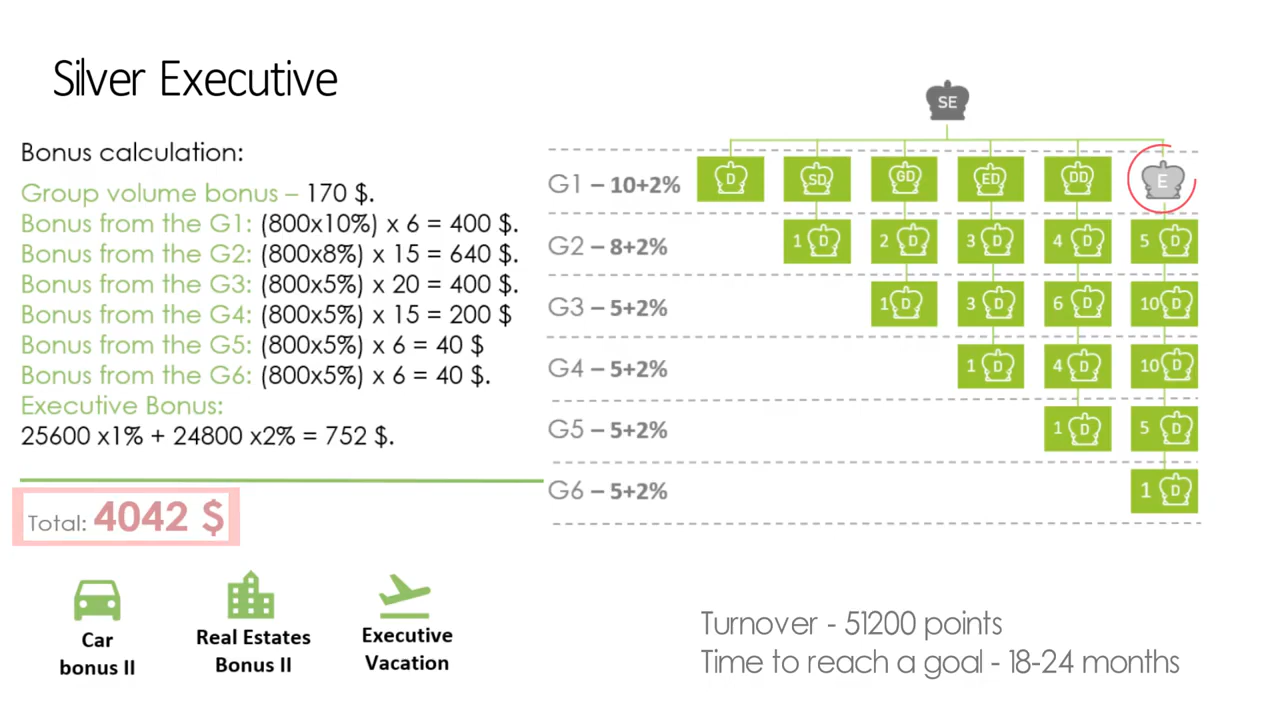 Silver Executive
Bonus calculation:
Group volume bonus – 170 $.
Bonus from the G1: (800x10%) x 6 = 400 $.
Bonus from the G2: (800x8%) x 15 = 640 $.
Bonus from the G3: (800x5%) x 20 = 400 $.
Bonus from the G4: (800x5%) x 15 = 200 $
Bonus from the G5: (800x5%) x 6 = 40 $
Bonus from the G6: (800x5%) x 6 = 40 $.
Executive Bonus:
25600 x1% + 24800 x2% = 752 $.
Total: 4042 $
Car
bonus II
Real Estates
Bonus II
Executive
Vacation
SE
G1 – 10+2% D SD GD ED DD E
G2 – 8+2% 1 D 2 D 3 D 4 D 5 D
G3 – 5+2% 1 D 3 D 6 D 10 D
G4 – 5+2% 1 D 4 D 10 D
G5 – 5+2% 1 D 5 D
G6 – 5+2% 1 D
Turnover - 51200 points
Time to reach a goal - 18-24 months